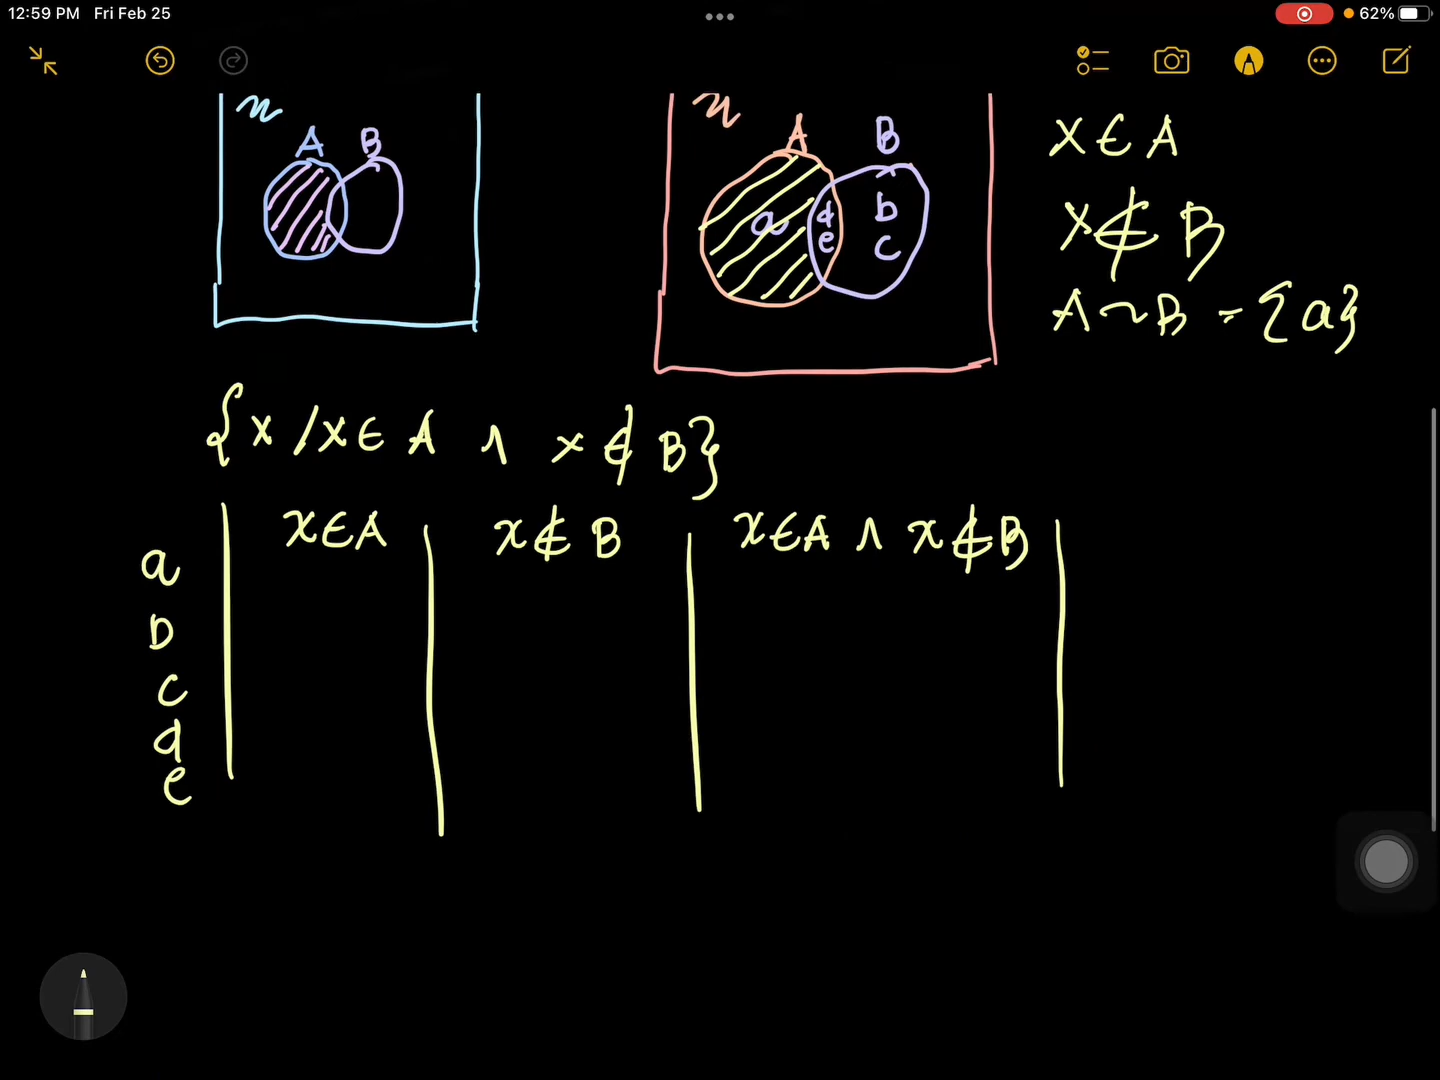 12:59 PM Fri Feb 25
62%
A B
A B
a d b
e c
x ∈ A
x ∉ B
A ~ B = {a}
{x / x ∈ A ∧ x ∉ B}
x ∈ A x ∉ B x ∈ A ∧ x ∉ B
a
b
c
d
e